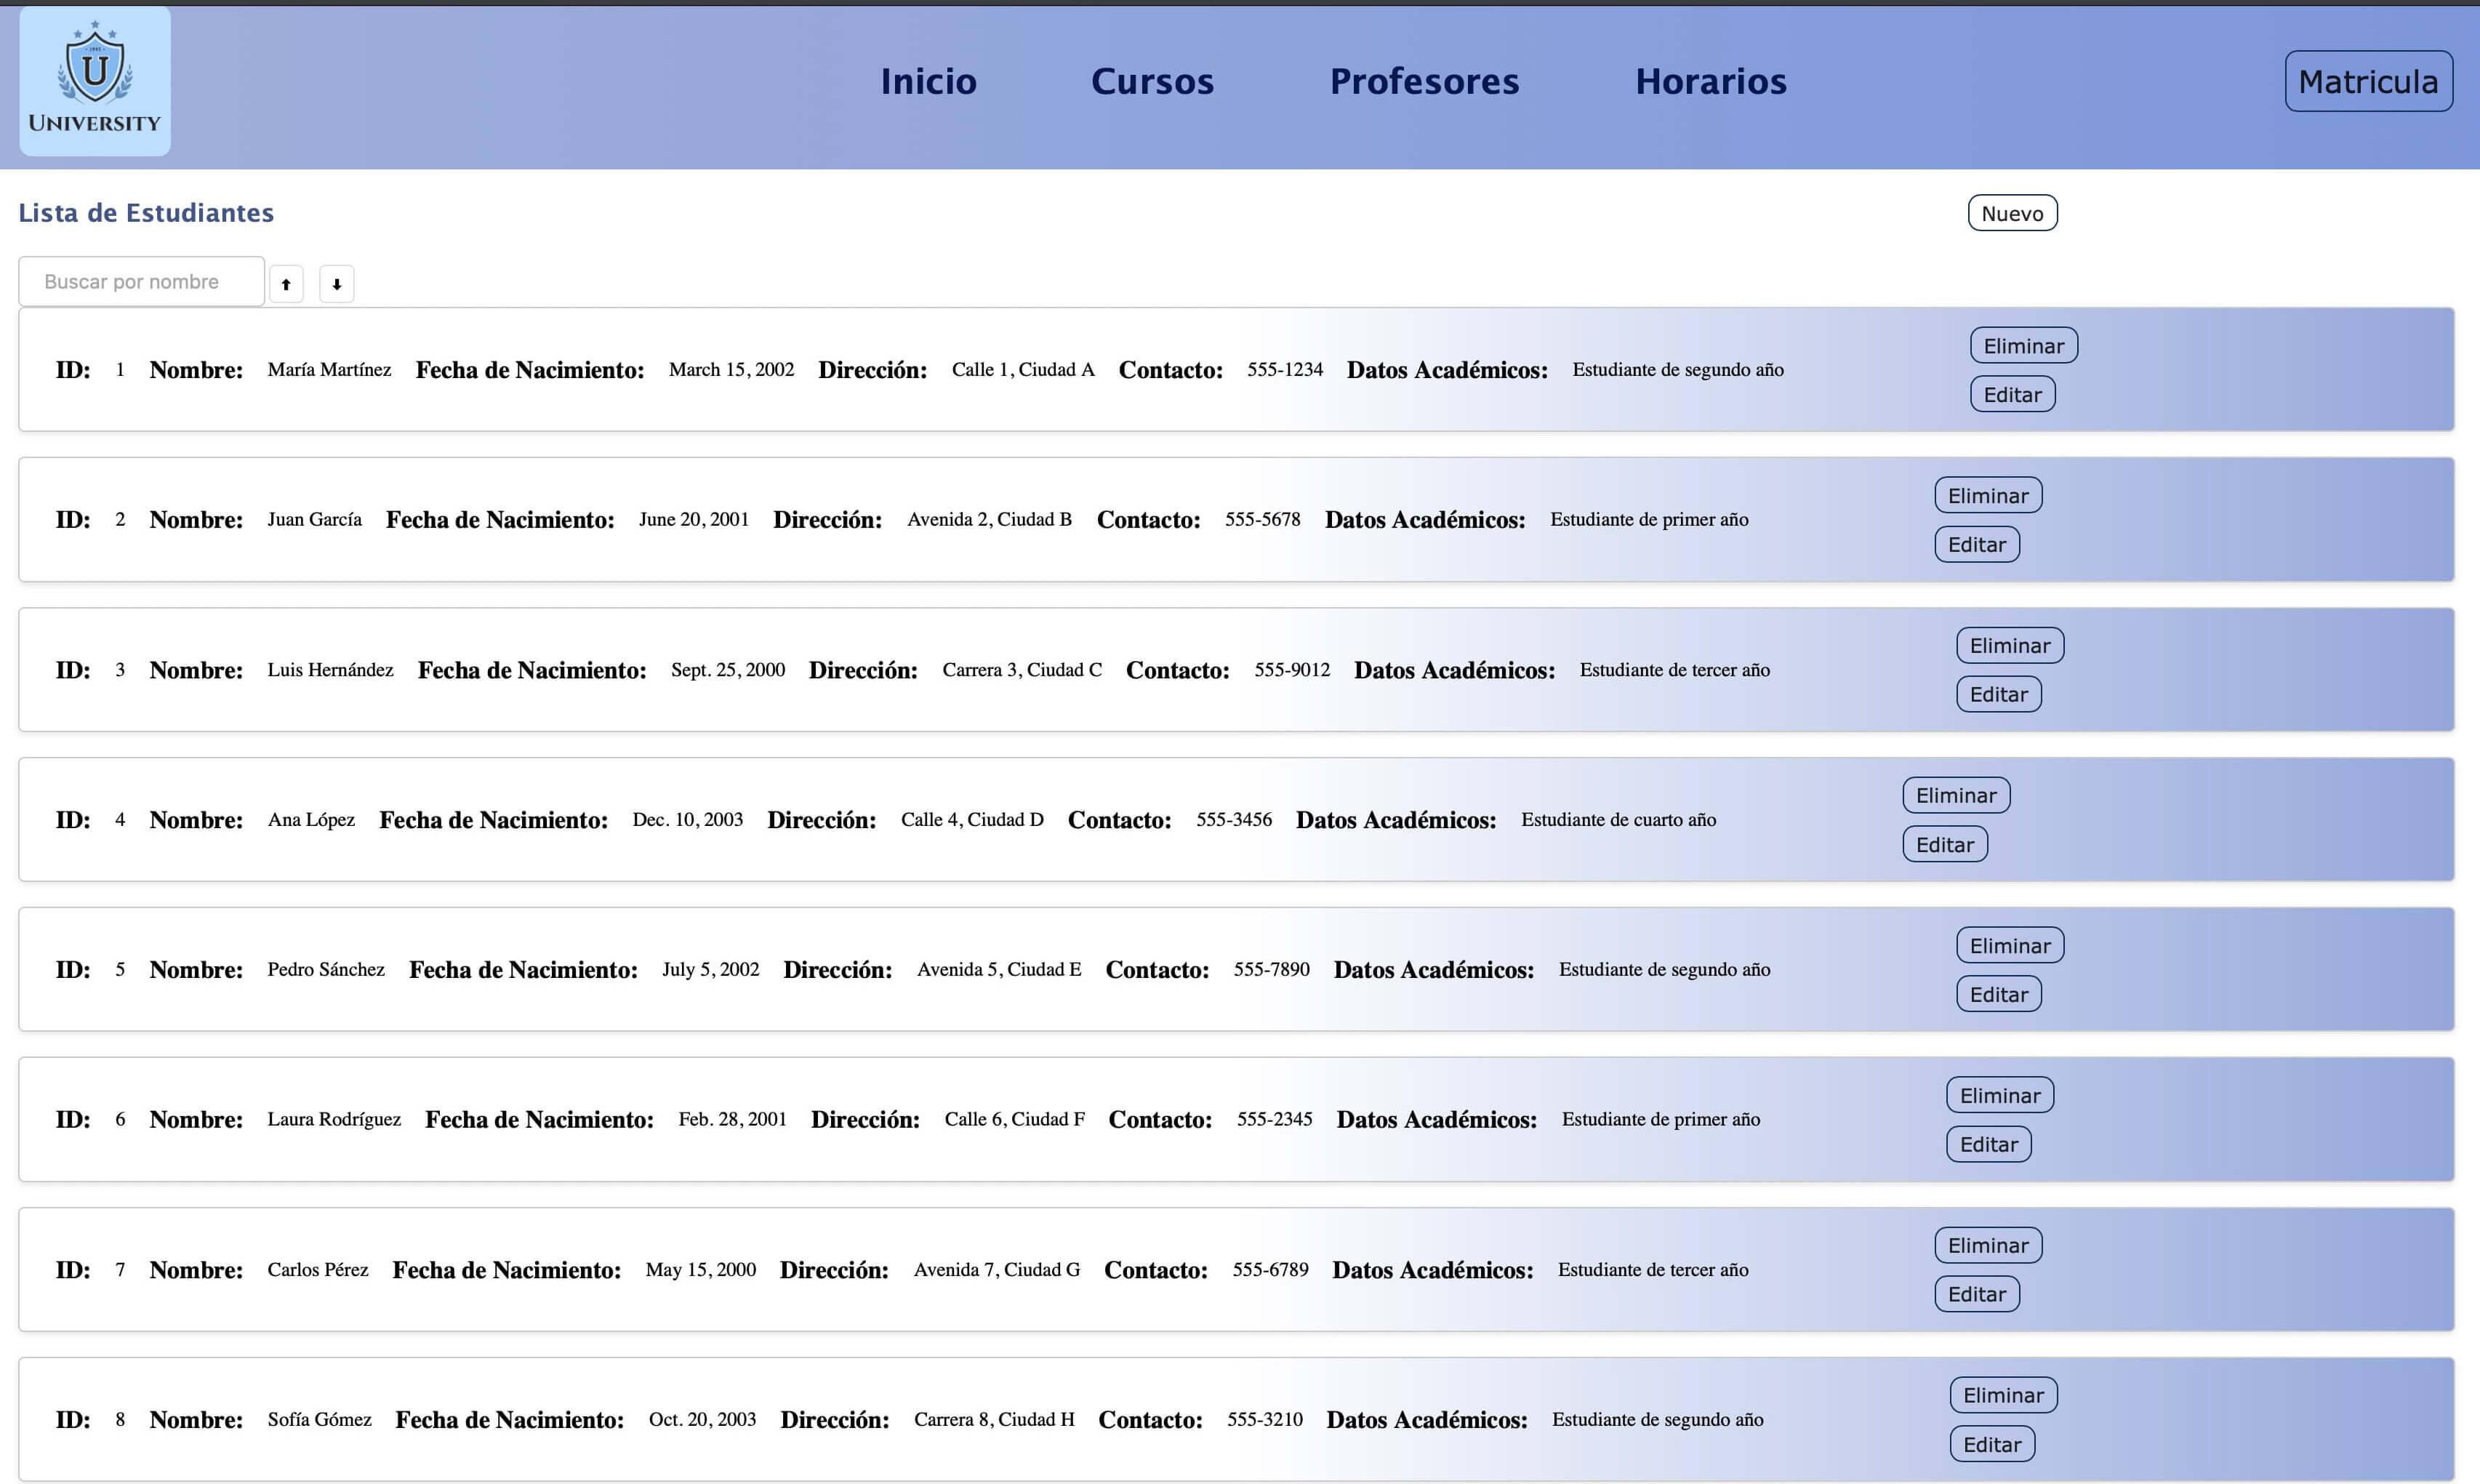 · 1995 ·
U
UNIVERSITY
Inicio Cursos Profesores Horarios Matricula
Lista de Estudiantes Nuevo
Buscar por nombre
ID: 1 Nombre: María Martínez Fecha de Nacimiento: March 15, 2002 Dirección: Calle 1, Ciudad A Contacto: 555-1234 Datos Académicos: Estudiante de segundo año
Eliminar
Editar
ID: 2 Nombre: Juan García Fecha de Nacimiento: June 20, 2001 Dirección: Avenida 2, Ciudad B Contacto: 555-5678 Datos Académicos: Estudiante de primer año
Eliminar
Editar
ID: 3 Nombre: Luis Hernández Fecha de Nacimiento: Sept. 25, 2000 Dirección: Carrera 3, Ciudad C Contacto: 555-9012 Datos Académicos: Estudiante de tercer año
Eliminar
Editar
ID: 4 Nombre: Ana López Fecha de Nacimiento: Dec. 10, 2003 Dirección: Calle 4, Ciudad D Contacto: 555-3456 Datos Académicos: Estudiante de cuarto año
Eliminar
Editar
ID: 5 Nombre: Pedro Sánchez Fecha de Nacimiento: July 5, 2002 Dirección: Avenida 5, Ciudad E Contacto: 555-7890 Datos Académicos: Estudiante de segundo año
Eliminar
Editar
ID: 6 Nombre: Laura Rodríguez Fecha de Nacimiento: Feb. 28, 2001 Dirección: Calle 6, Ciudad F Contacto: 555-2345 Datos Académicos: Estudiante de primer año
Eliminar
Editar
ID: 7 Nombre: Carlos Pérez Fecha de Nacimiento: May 15, 2000 Dirección: Avenida 7, Ciudad G Contacto: 555-6789 Datos Académicos: Estudiante de tercer año
Eliminar
Editar
ID: 8 Nombre: Sofía Gómez Fecha de Nacimiento: Oct. 20, 2003 Dirección: Carrera 8, Ciudad H Contacto: 555-3210 Datos Académicos: Estudiante de segundo año
Eliminar
Editar